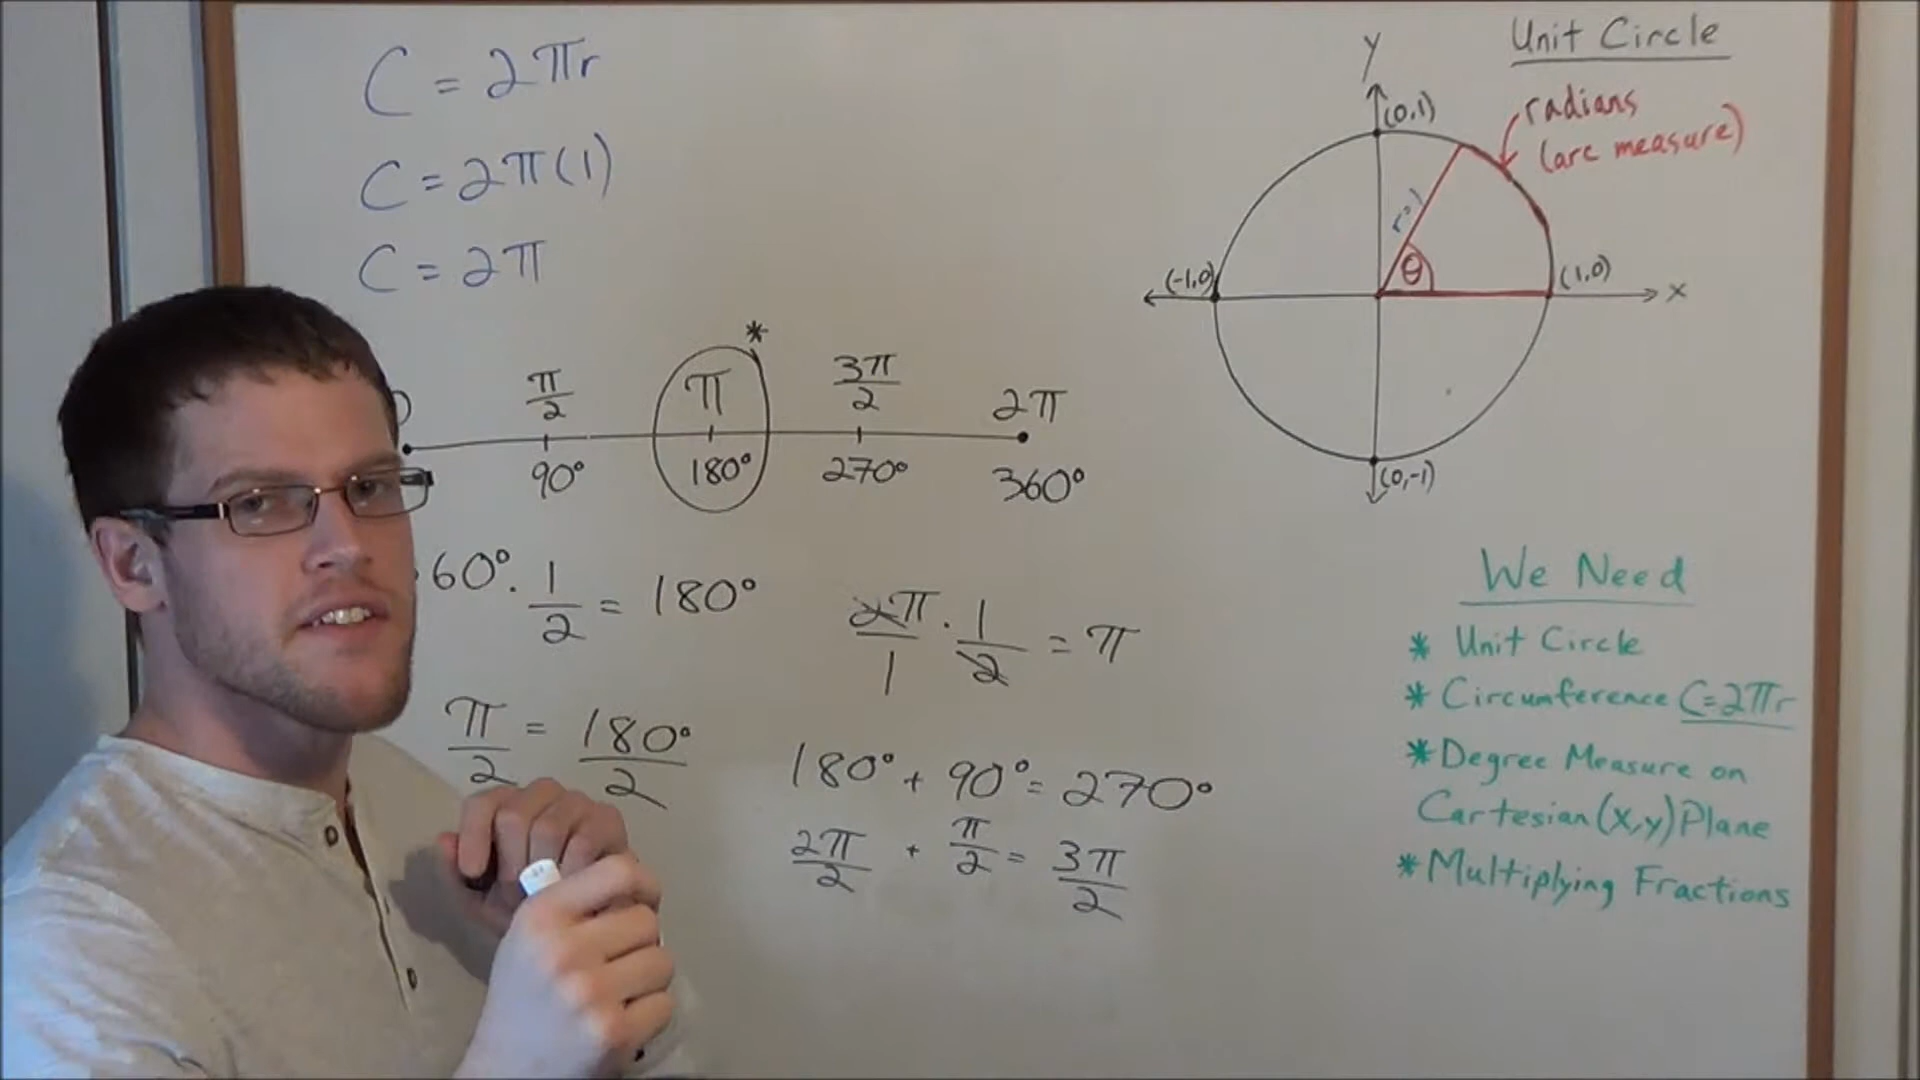 C = 2πr
C = 2π(1)
C = 2π
*
π/2 π 3π/2 2π
90° 180° 270° 360°
60° · 1/2 = 180°
2π/1 · 1/2 = π
π/2 = 180°/2
180° + 90° = 270°
2π/2 + π/2 = 3π/2
Unit Circle
y
(0,1)
radians
(arc measure)
r=1
θ
(-1,0)
(1,0)
x
(0,-1)
We Need
* Unit Circle
* Circumference C=2πr
* Degree Measure on
Cartesian (x,y) Plane
* Multiplying Fractions